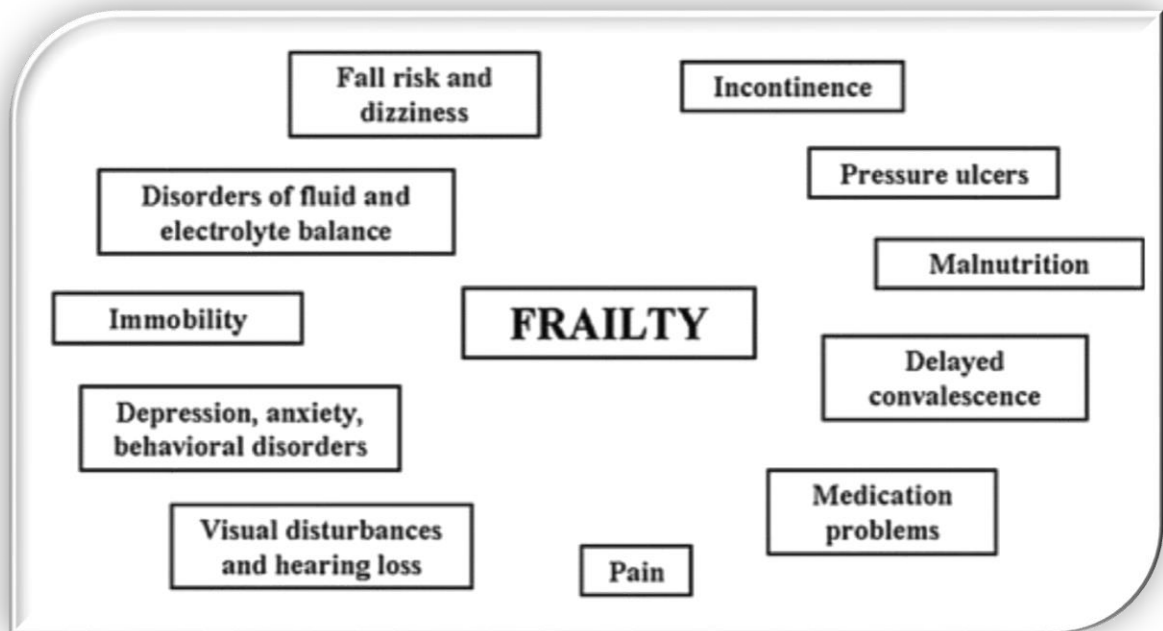 Fall risk and
dizziness
Incontinence
Pressure ulcers
Disorders of fluid and
electrolyte balance
Malnutrition
Immobility
FRAILTY
Delayed
convalescence
Depression, anxiety,
behavioral disorders
Medication
problems
Visual disturbances
and hearing loss
Pain